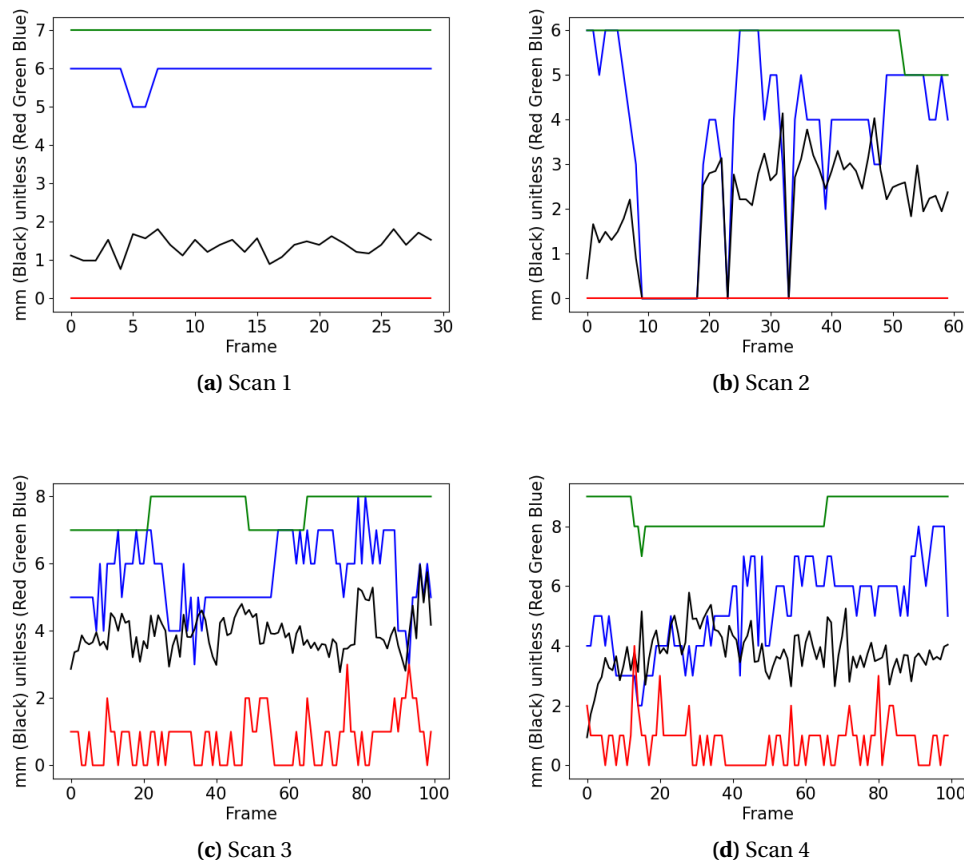 mm (Black) unitless (Red Green Blue)
7
6
5
4
3
2
1
0
0 5 10 15 20 25 30
Frame
(a) Scan 1
mm (Black) unitless (Red Green Blue)
6
5
4
3
2
1
0
0 10 20 30 40 50 60
Frame
(b) Scan 2
mm (Black) unitless (Red Green Blue)
8
6
4
2
0
0 20 40 60 80 100
Frame
(c) Scan 3
mm (Black) unitless (Red Green Blue)
8
6
4
2
0
0 20 40 60 80 100
Frame
(d) Scan 4